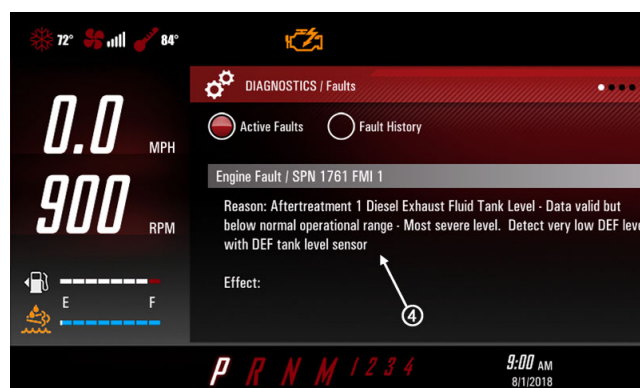 72°
84°
DIAGNOSTICS / Faults
0.0 MPH
Active Faults
Fault History
Engine Fault / SPN 1761 FMI 1
900 RPM
Reason: Aftertreatment 1 Diesel Exhaust Fluid Tank Level - Data valid but
below normal operational range - Most severe level. Detect very low DEF leve
with DEF tank level sensor
Effect:
E F
4
P R N M 1 2 3 4
9:00 AM
8/1/2018